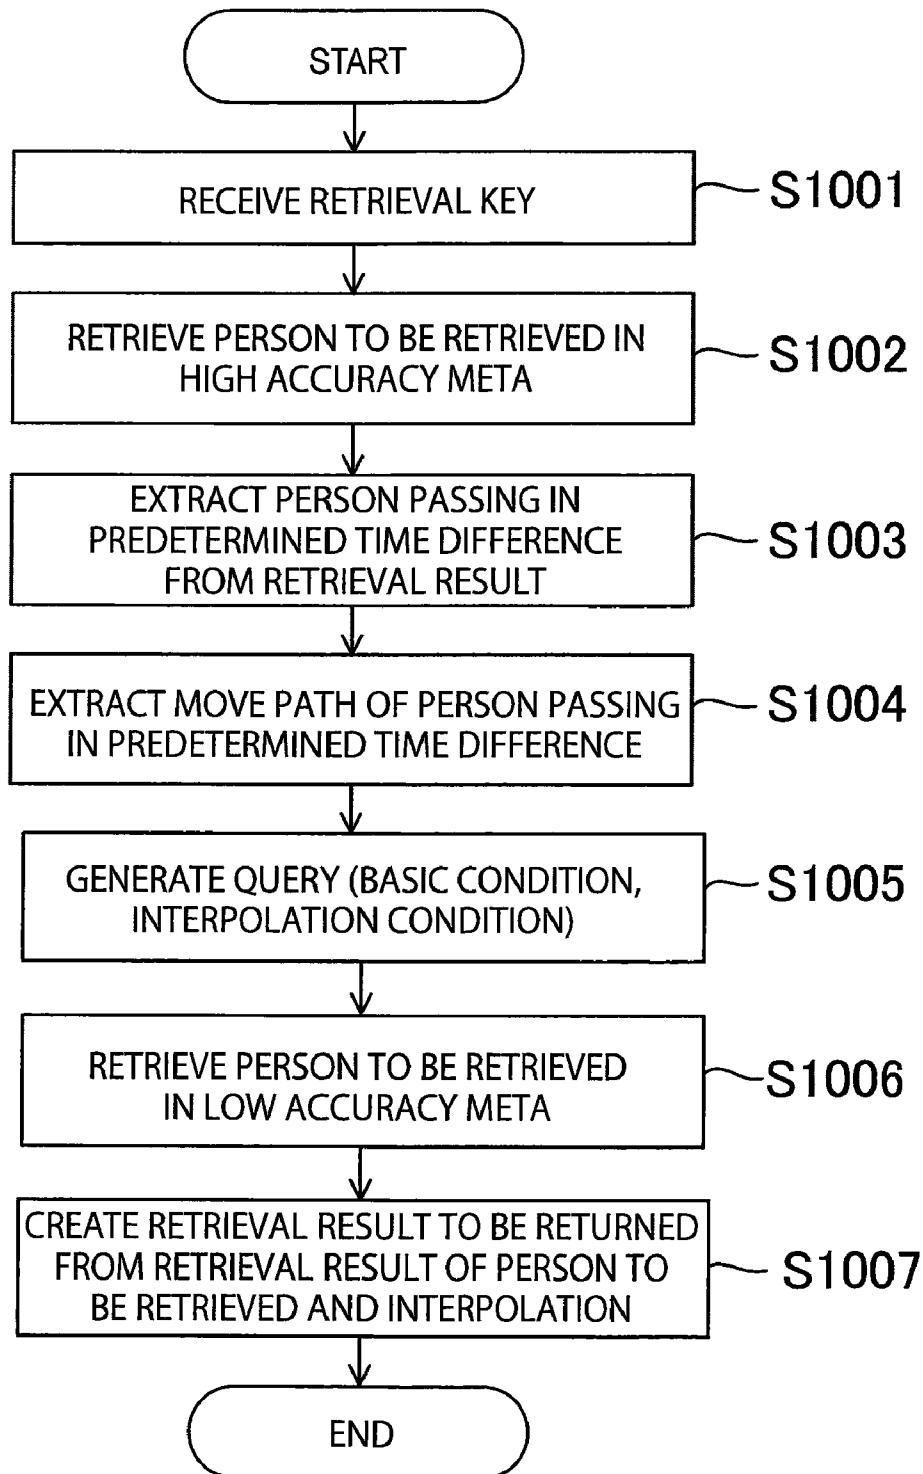 START
RECEIVE RETRIEVAL KEY
S1001
RETRIEVE PERSON TO BE RETRIEVED IN
HIGH ACCURACY META
S1002
EXTRACT PERSON PASSING IN
PREDETERMINED TIME DIFFERENCE
FROM RETRIEVAL RESULT
S1003
EXTRACT MOVE PATH OF PERSON PASSING
IN PREDETERMINED TIME DIFFERENCE
S1004
GENERATE QUERY (BASIC CONDITION,
INTERPOLATION CONDITION)
S1005
RETRIEVE PERSON TO BE RETRIEVED
IN LOW ACCURACY META
S1006
CREATE RETRIEVAL RESULT TO BE RETURNED
FROM RETRIEVAL RESULT OF PERSON TO
BE RETRIEVED AND INTERPOLATION
S1007
END